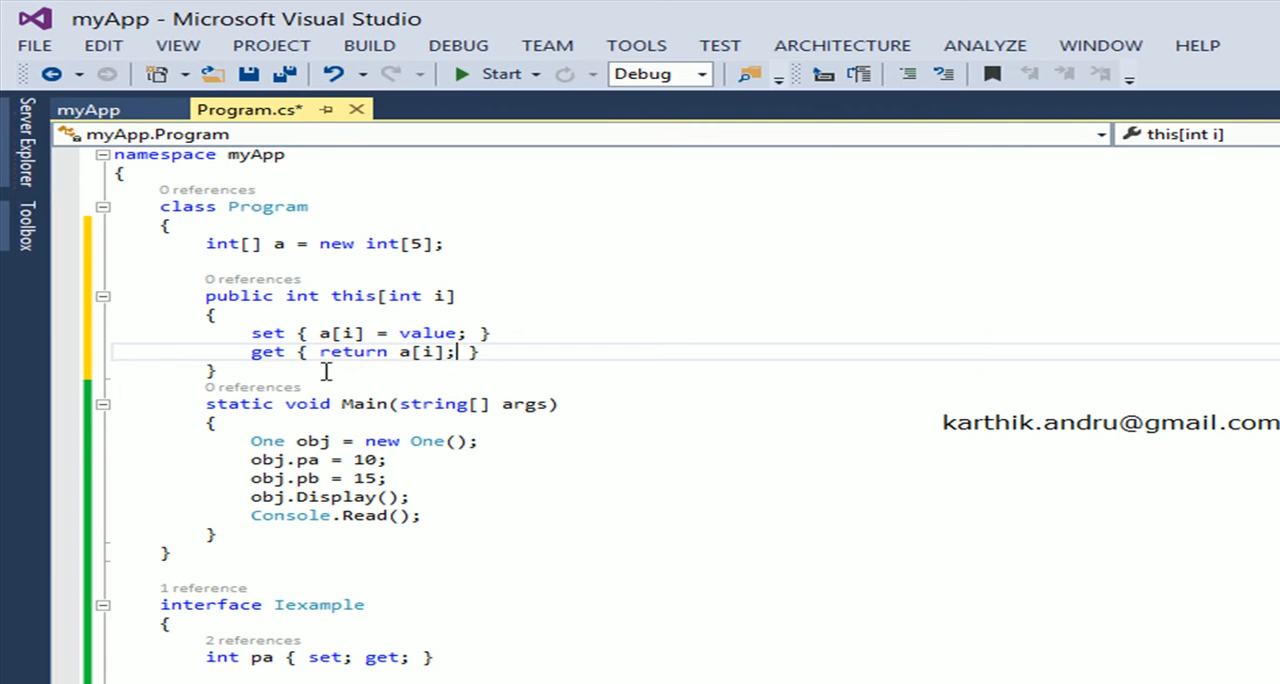 myApp - Microsoft Visual Studio
FILE EDIT VIEW PROJECT BUILD DEBUG TEAM TOOLS TEST ARCHITECTURE ANALYZE WINDOW HELP
Start Debug
Server Explorer
Toolbox
myApp Program.cs*
myApp.Program this[int i]
namespace myApp
{
0 references
class Program
{
int[] a = new int[5];
0 references
public int this[int i]
{
set { a[i] = value; }
get { return a[i]; }
}
0 references
static void Main(string[] args)
{
One obj = new One();
obj.pa = 10;
obj.pb = 15;
obj.Display();
Console.Read();
}
}
karthik.andru@gmail.com
1 reference
interface Iexample
{
2 references
int pa { set; get; }